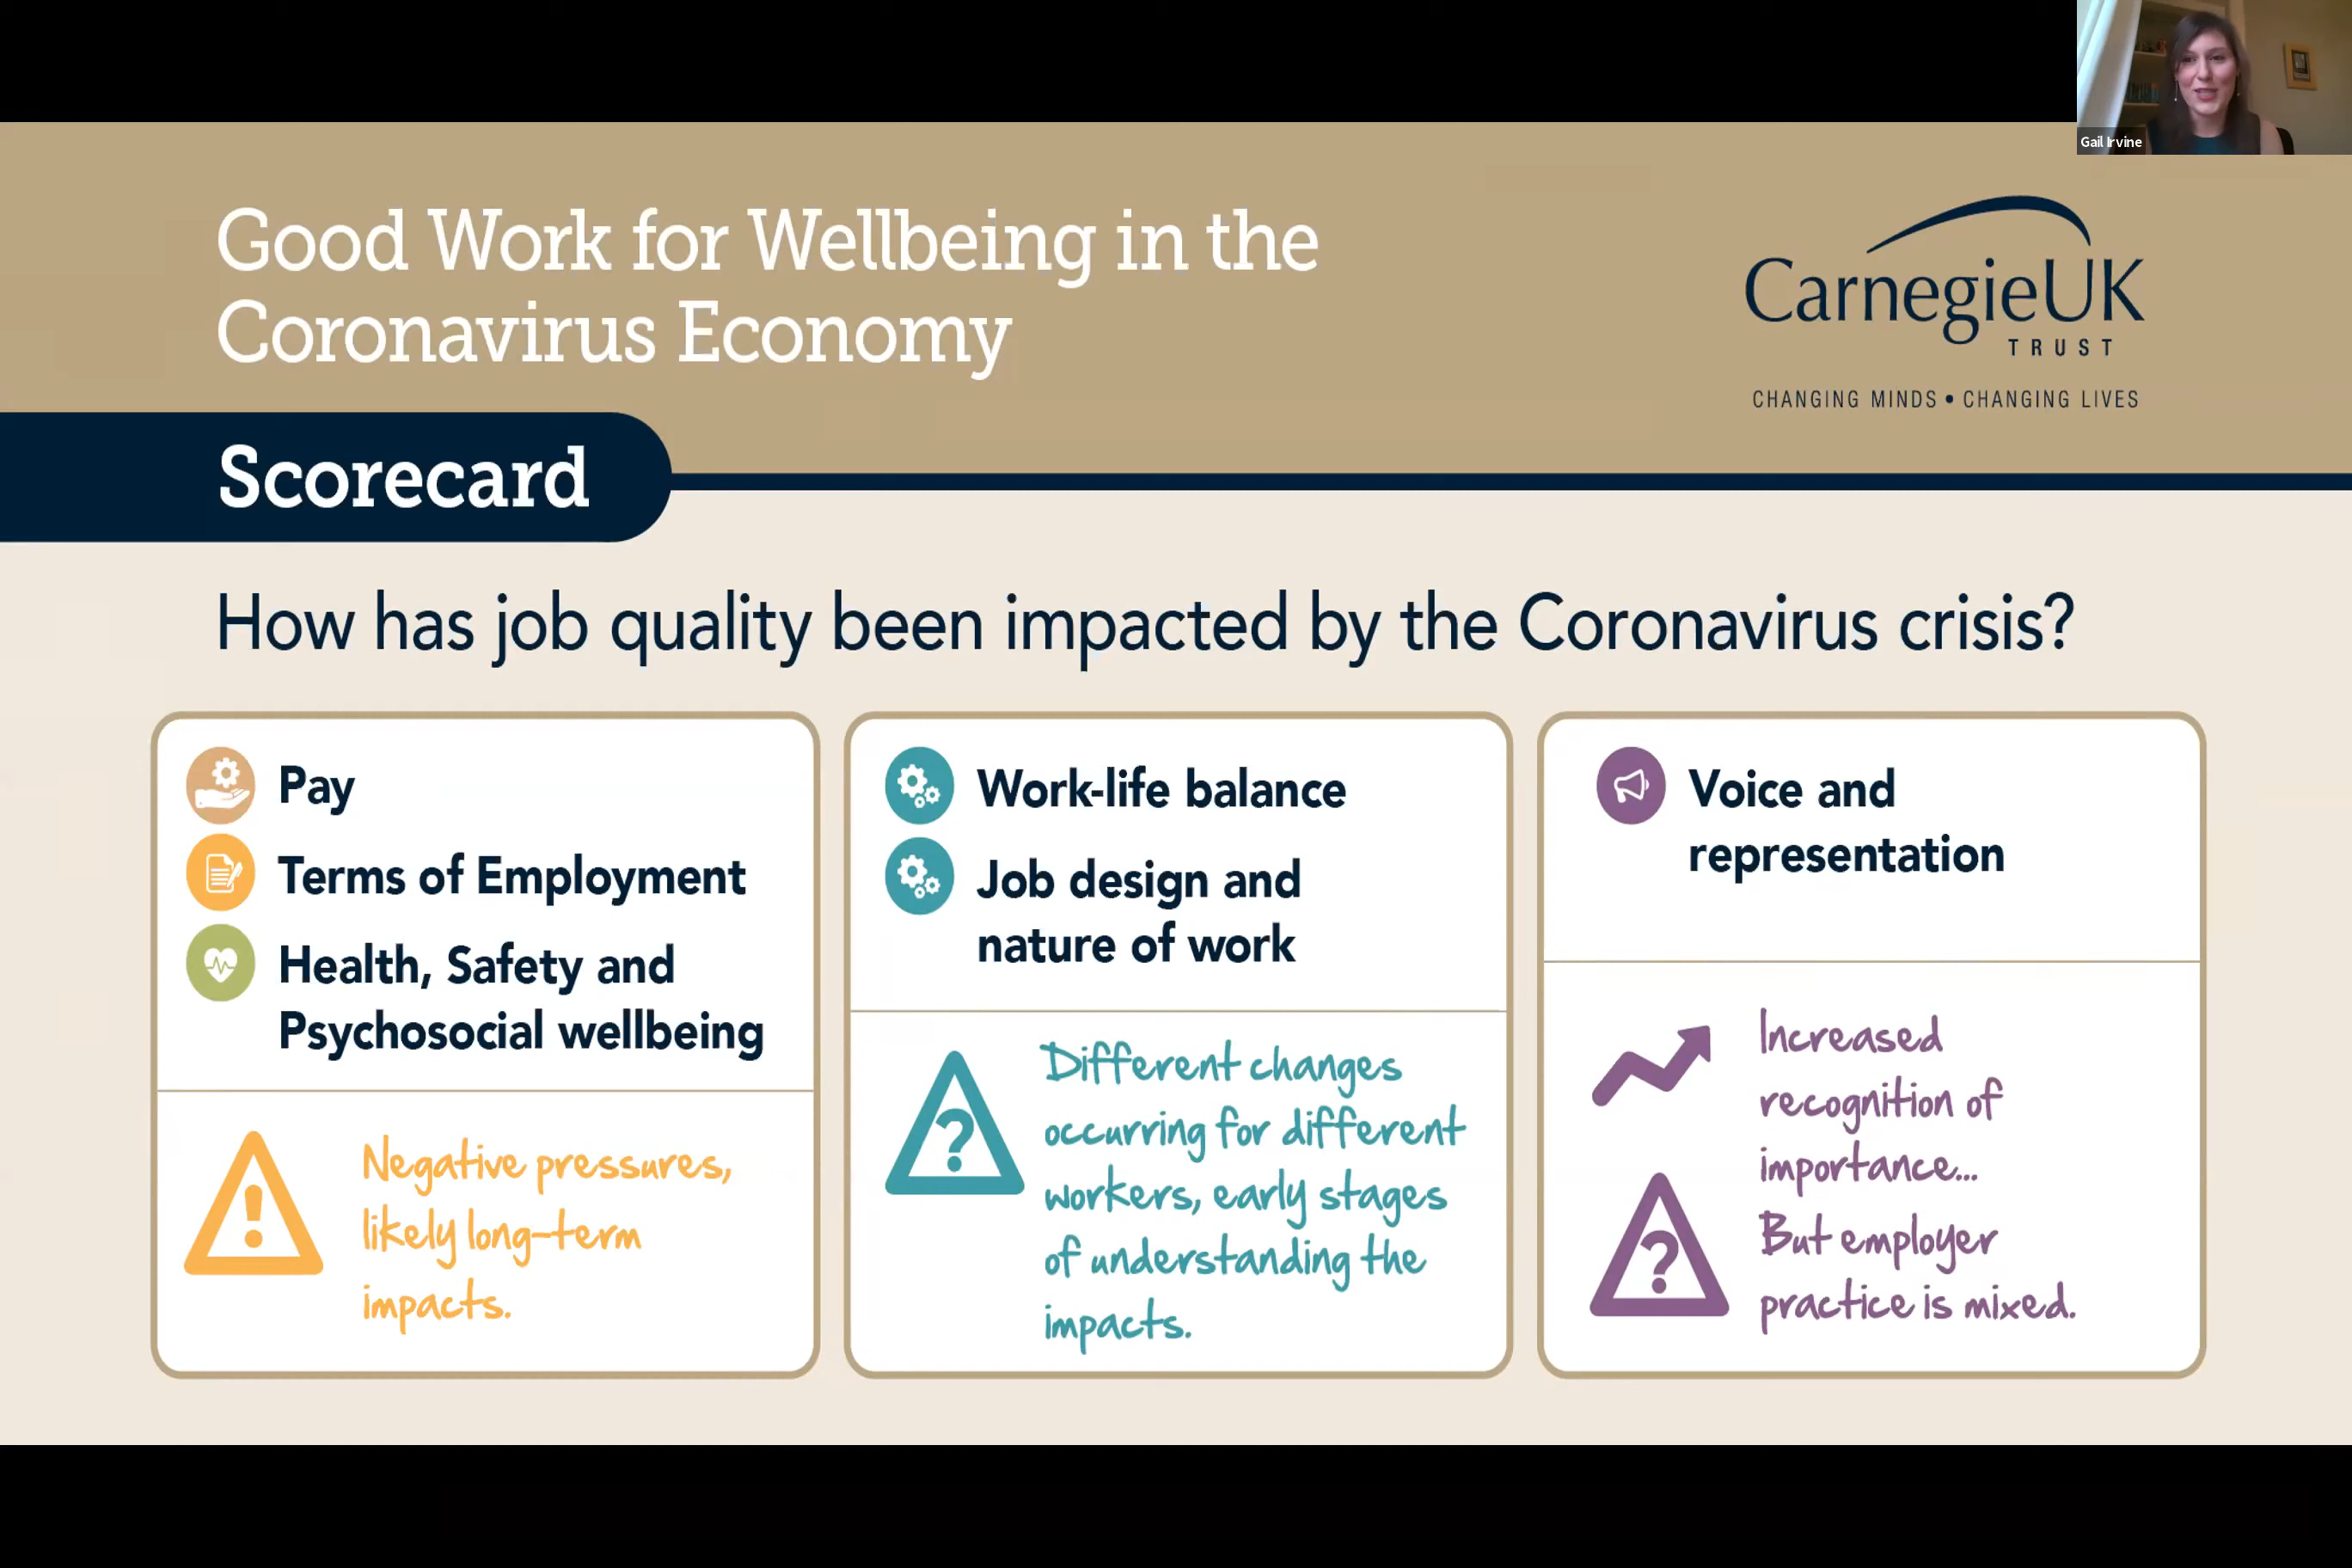 Gail Irvine
Good Work for Wellbeing in the
Coronavirus Economy
CarnegieUK
TRUST
CHANGING MINDS • CHANGING LIVES
Scorecard
How has job quality been impacted by the Coronavirus crisis?
Pay
Terms of Employment
Health, Safety and
Psychosocial wellbeing
Negative pressures,
likely long-term
impacts.
Work-life balance
Job design and
nature of work
Different changes
occurring for different
workers, early stages
of understanding the
impacts.
Voice and
representation
Increased
recognition of
importance...
But employer
practice is mixed.